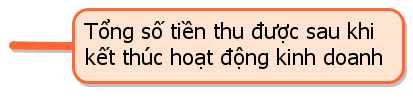 Tổng số tiền thu được sau khi
kết thúc hoạt động kinh doanh